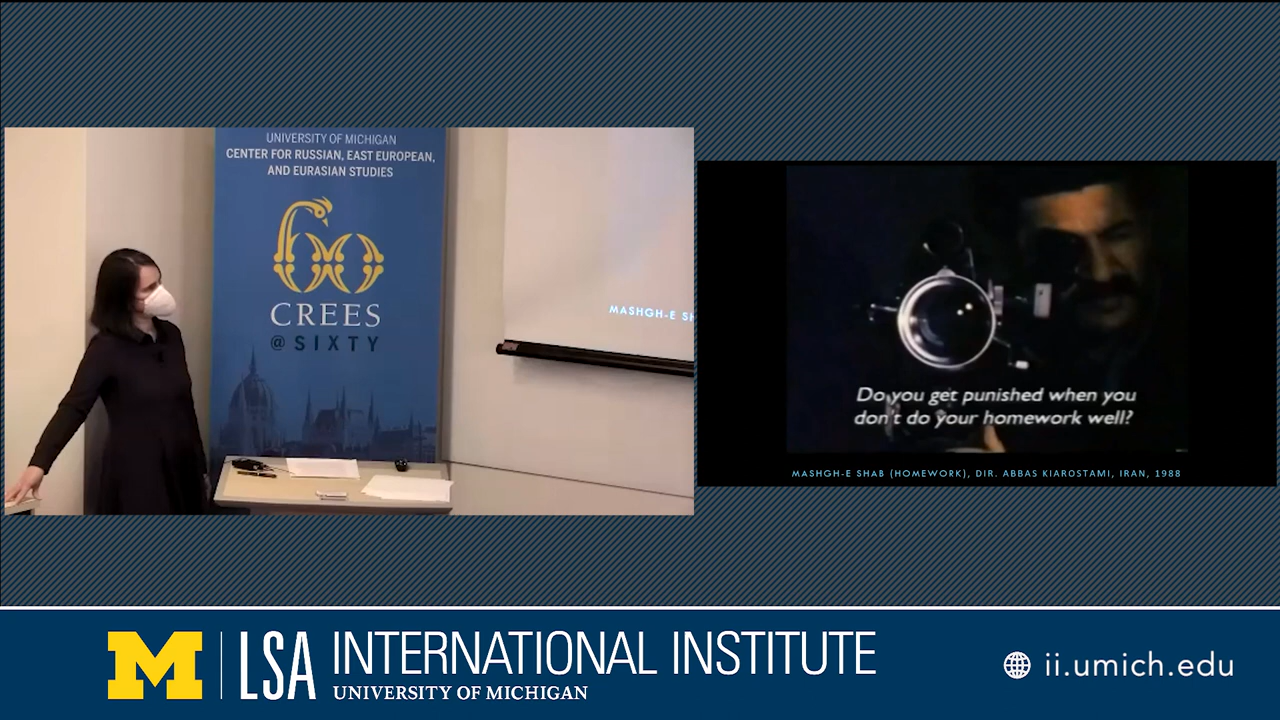 UNIVERSITY OF MICHIGAN
CENTER FOR RUSSIAN, EAST EUROPEAN,
AND EURASIAN STUDIES
60
CREES
@ SIXTY
MASHGH-E SH
Do you get punished when you
don't do your homework well?
MASHGH-E SHAB (HOMEWORK), DIR. ABBAS KIAROSTAMI, IRAN, 1988
M
LSA
INTERNATIONAL INSTITUTE
UNIVERSITY OF MICHIGAN
ii.umich.edu